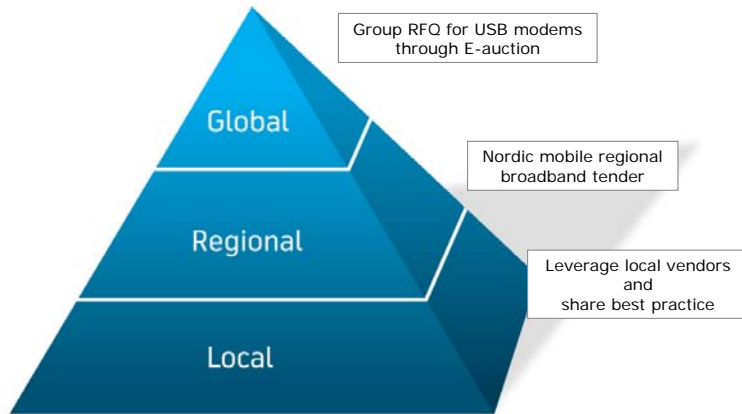 Group RFQ for USB modems
through E-auction
Global
Nordic mobile regional
broadband tender
Regional
Leverage local vendors
and
share best practice
Local